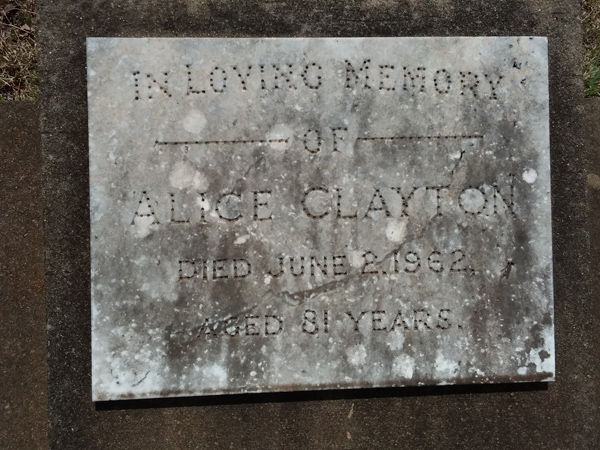 IN LOVING MEMORY
OF
ALICE CLAYTON
DIED JUNE 2, 1962,
AGED 81 YEARS.